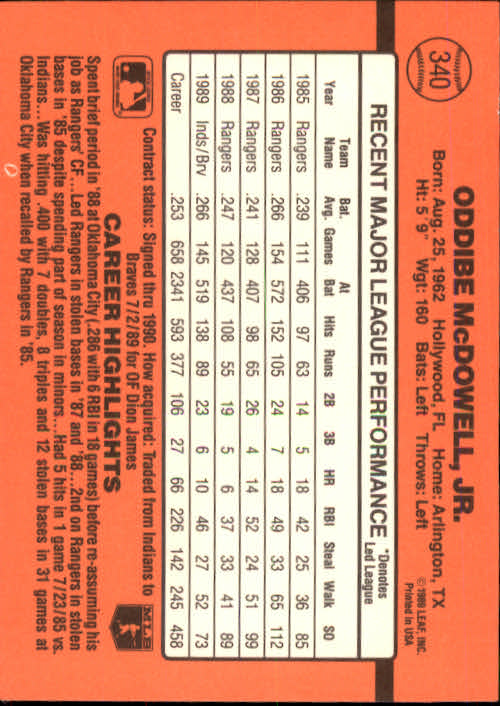 340
ODDIBE McDOWELL, JR.
Born: Aug. 25, 1962 Hollywood, FL Home: Arlington, TX
Ht: 5'9" Wgt: 160 Bats: Left Throws: Left
© 1989 LEAF, INC.
Printed in USA
RECENT MAJOR LEAGUE PERFORMANCE
*Denotes
Led League
Year Team Name Bat. Avg. Games At Bat Hits Runs 2B 3B HR RBI Steal Walk SO
1985 Rangers .239 111 406 97 63 14 5 18 42 25 36 85
1986 Rangers .266 154 572 152 105 24 7 18 49 33 65 112
1987 Rangers .241 128 407 98 65 26 4 14 52 24 51 99
1988 Rangers .247 120 437 108 55 19 5 6 37 33 41 89
1989 Inds/Brv .266 145 519 138 89 23 6 10 46 27 52 73
Career .253 658 2341 593 377 106 27 66 226 142 245 458
Contract status: Signed thru 1990. How acquired: Traded from Indians to
Braves 7/2/89 for OF Dion James
MLB
CAREER HIGHLIGHTS
Spent brief period in '88 at Oklahoma City (.286 with 6 RBI in 18 games) before re-assuming his
job as Rangers' CF...Led Rangers in stolen bases in '87 and '88...2nd on Rangers in stolen
bases in '85 despite spending part of season in minors...Had 5 hits in 1 game 7/23/85 vs.
Indians...Was hitting .400 with 7 doubles, 8 triples and 12 stolen bases in 31 games at
Oklahoma City when recalled by Rangers in '85.